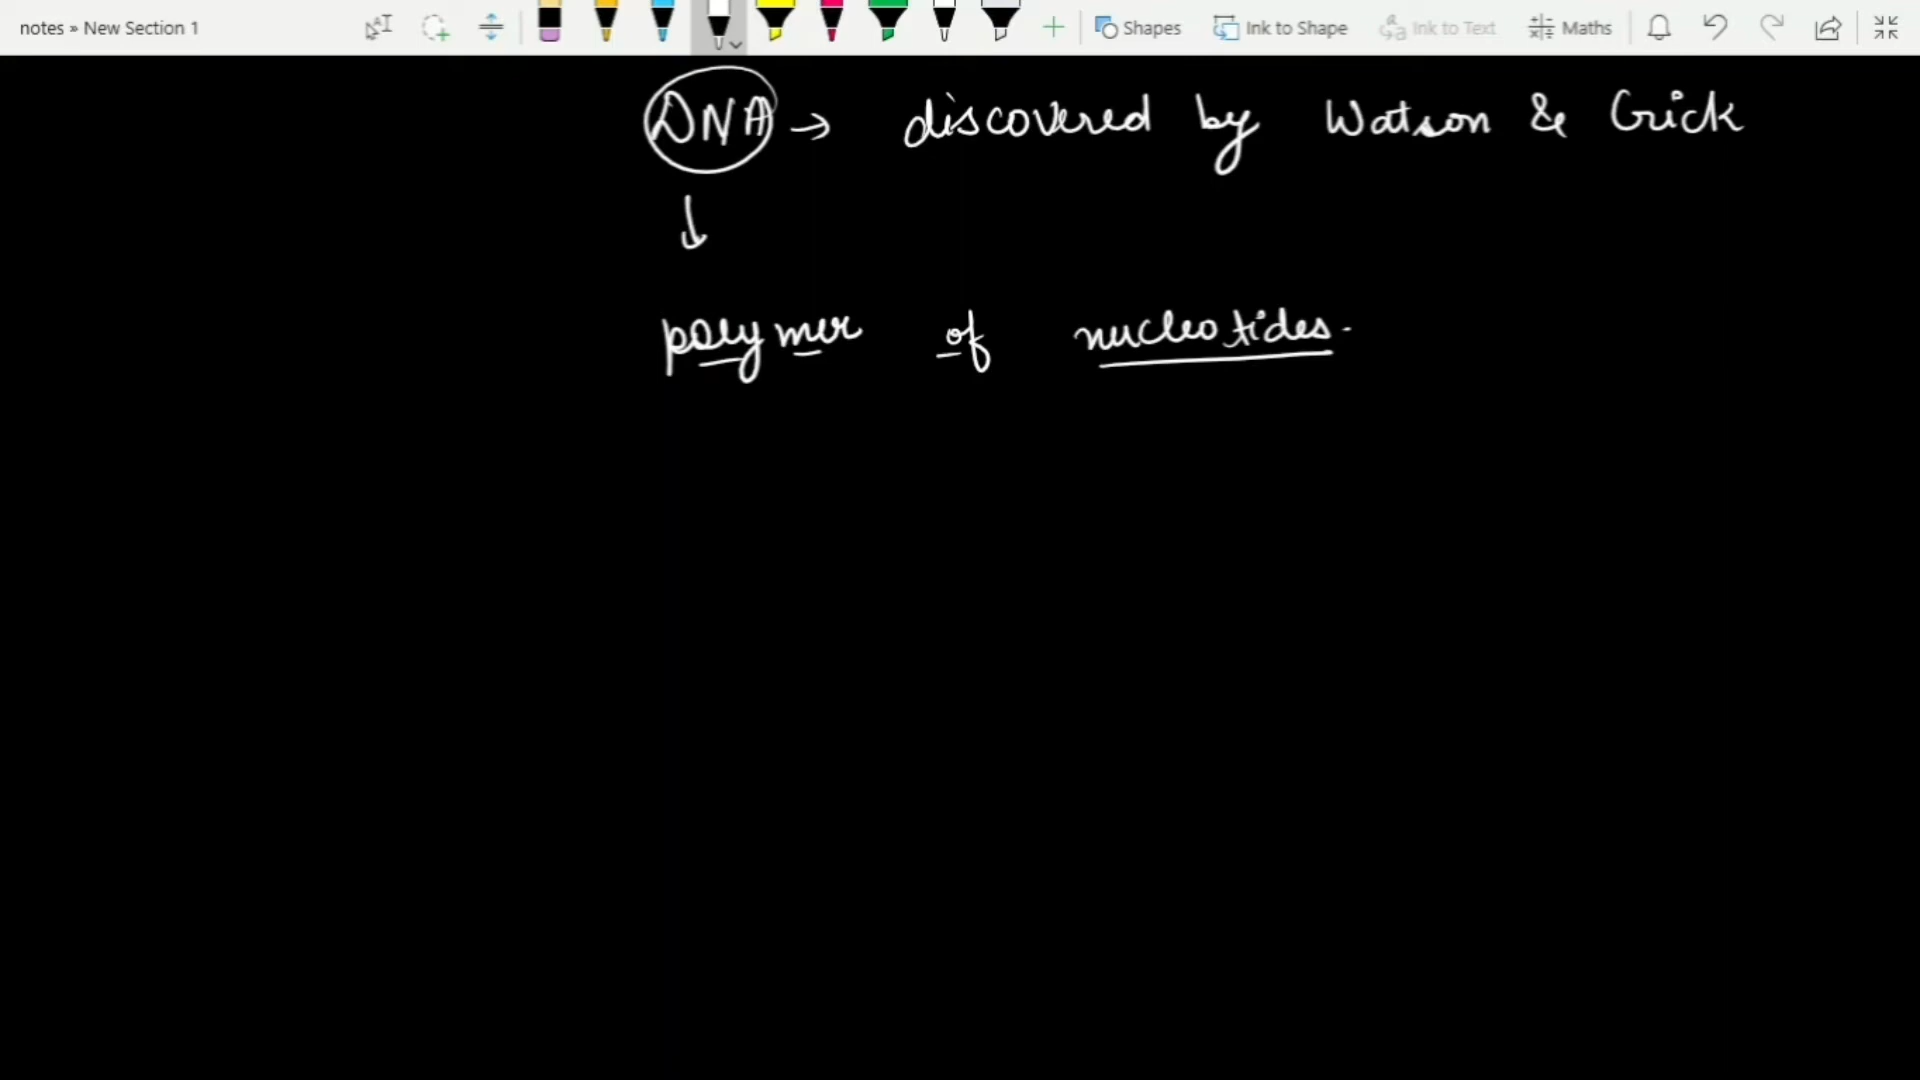 notes » New Section 1 Shapes Ink to Shape Ink to Text Maths
DNA → discovered by Watson & Crick
↓
polymer of nucleotides.